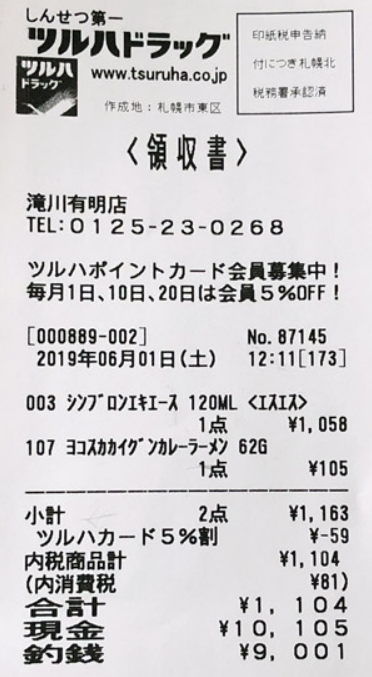 しんせつ第一
ツルハドラッグ
ツルハ
ドラッグ
www.tsuruha.co.jp
作成地：札幌市東区
印紙税申告納
付につき札幌北
税務署承認済
〈領収書〉
滝川有明店
TEL:0125-23-0268
ツルハポイントカード会員募集中！
毎月1日、10日、20日は会員5%OFF！
[000889-002] No. 87145
2019年06月01日(土) 12:11[173]
003 ｼﾝﾌﾞﾛﾝｴｷｴｰｽ 120ML <ｴｽｴｽ>
1点 ¥1,058
107 ﾖｺｽｶｶｲｸﾞﾝｶﾚｰﾗｰﾒﾝ 62G
1点 ¥105
小計 2点 ¥1,163
ツルハカード5%割 ¥-59
内税商品計 ¥1,104
(内消費税 ¥81)
合計 ¥1,104
現金 ¥10,105
釣銭 ¥9,001